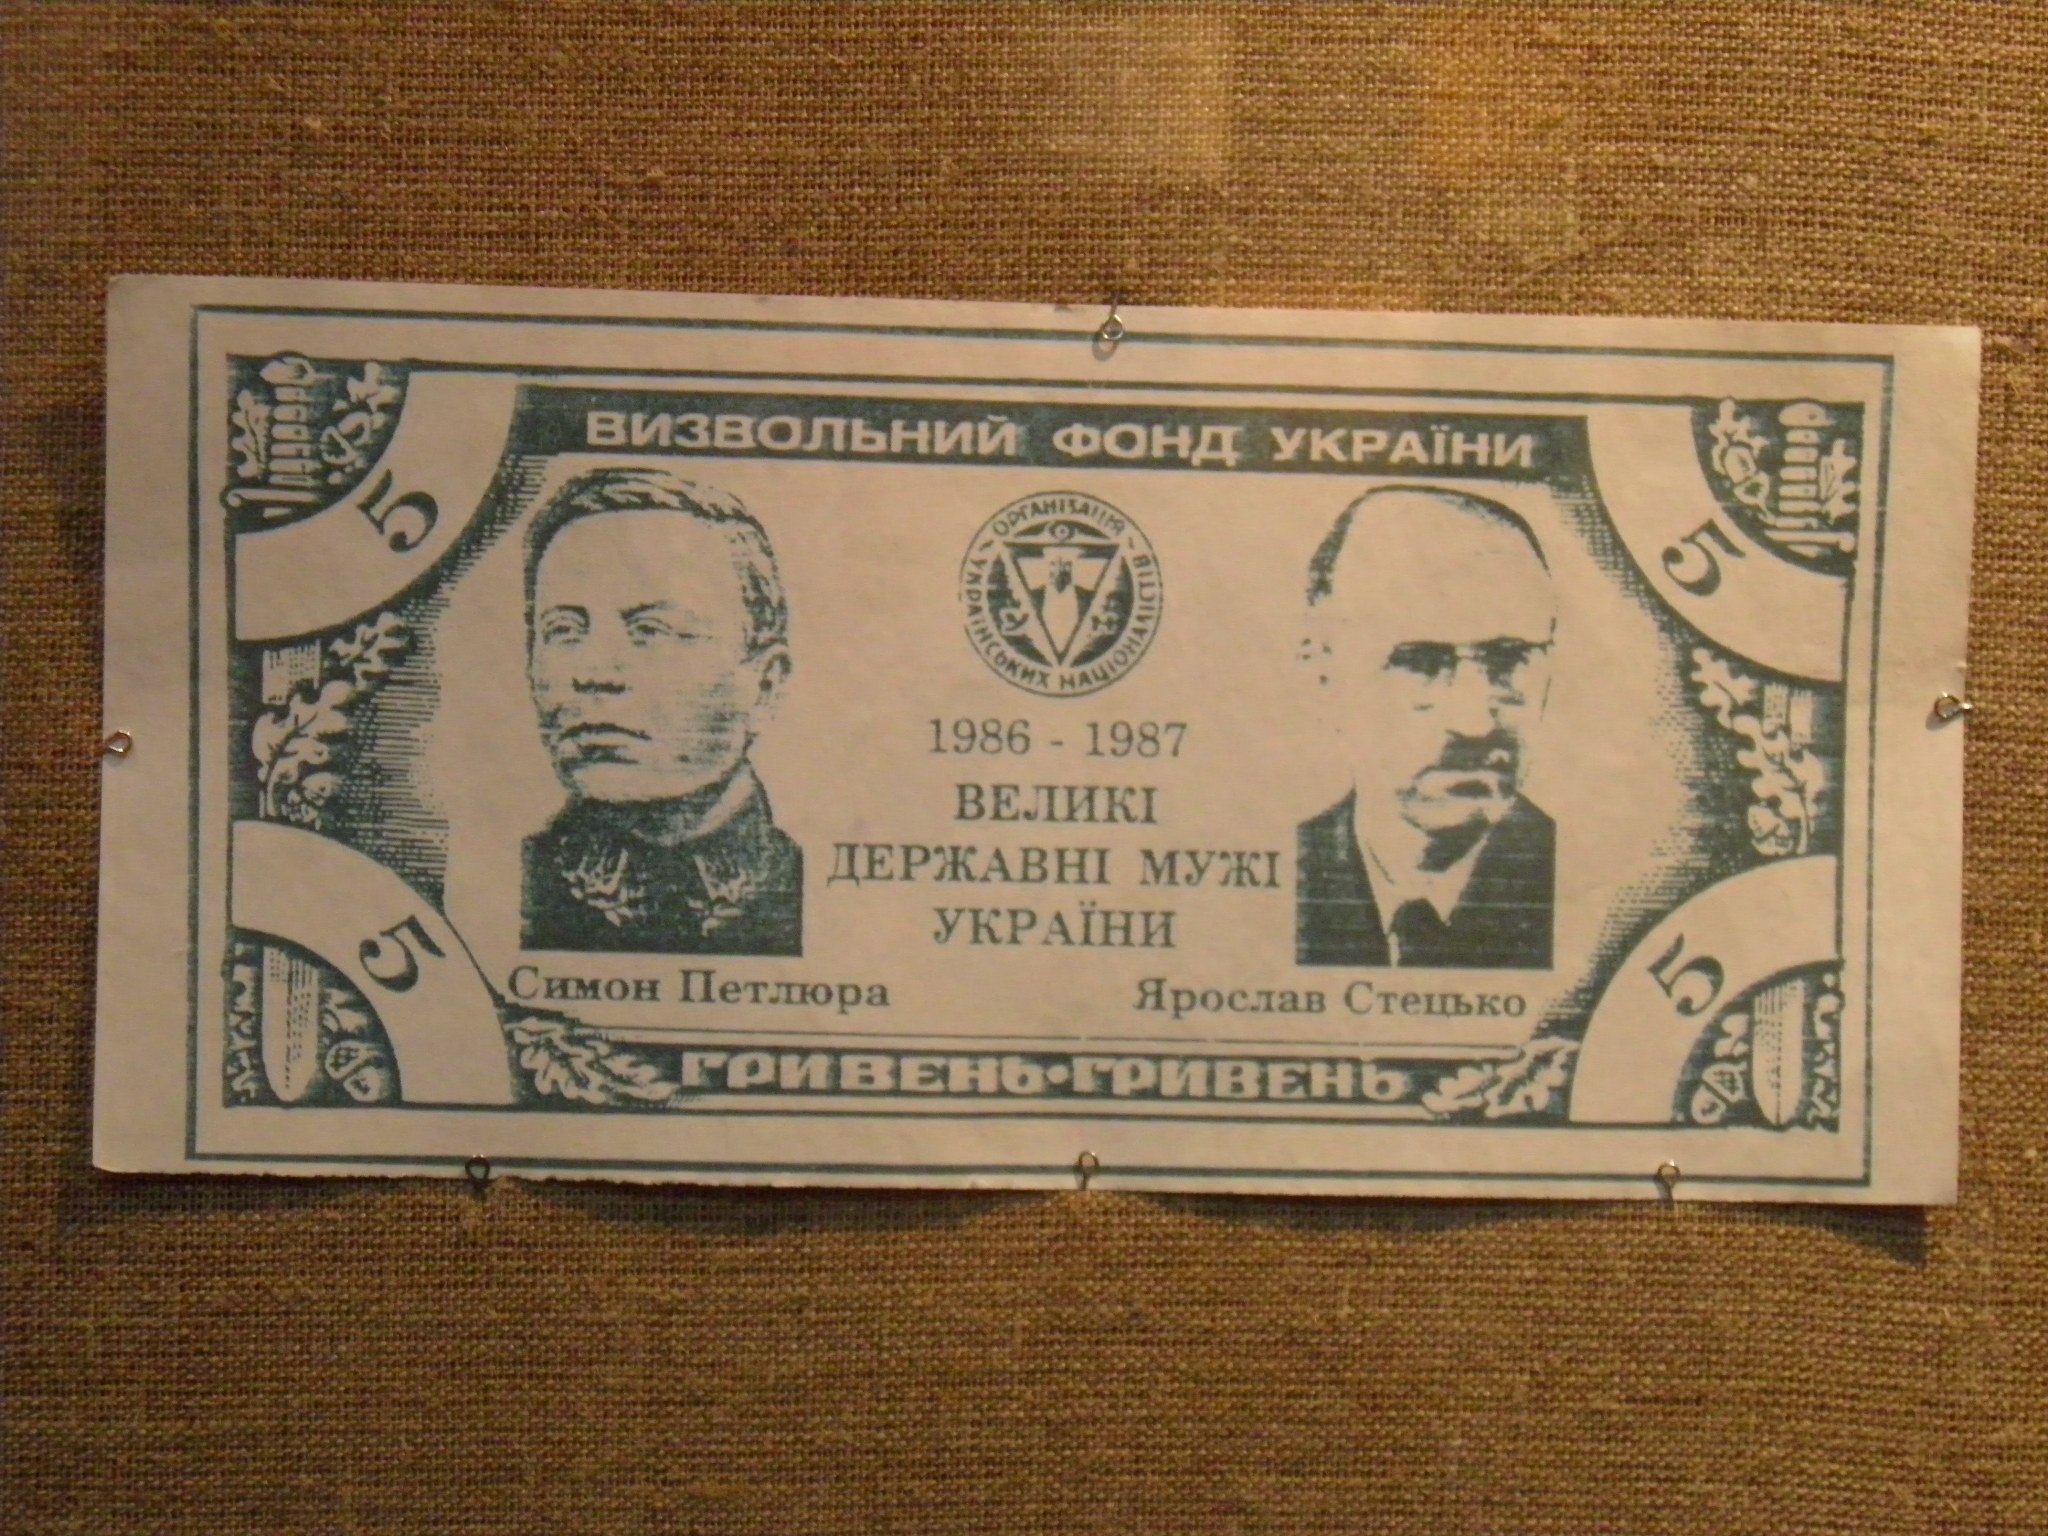 ВИЗВОЛЬНИЙ ФОНД УКРАЇНИ
5
5
ОРГАНІЗАЦІЯ УКРАЇНСЬКИХ НАЦІОНАЛІСТІВ
1986 - 1987
ВЕЛИКІ
ДЕРЖАВНІ МУЖІ
УКРАЇНИ
5
5
Симон Петлюра
Ярослав Стецько
ГРИВЕНЬ•ГРИВЕНЬ